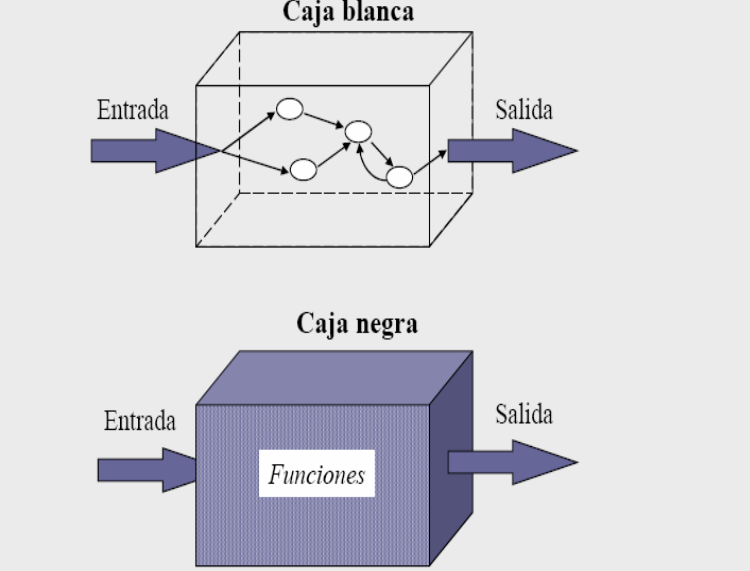 Caja blanca
Entrada
Salida
Caja negra
Entrada
Salida
Funciones